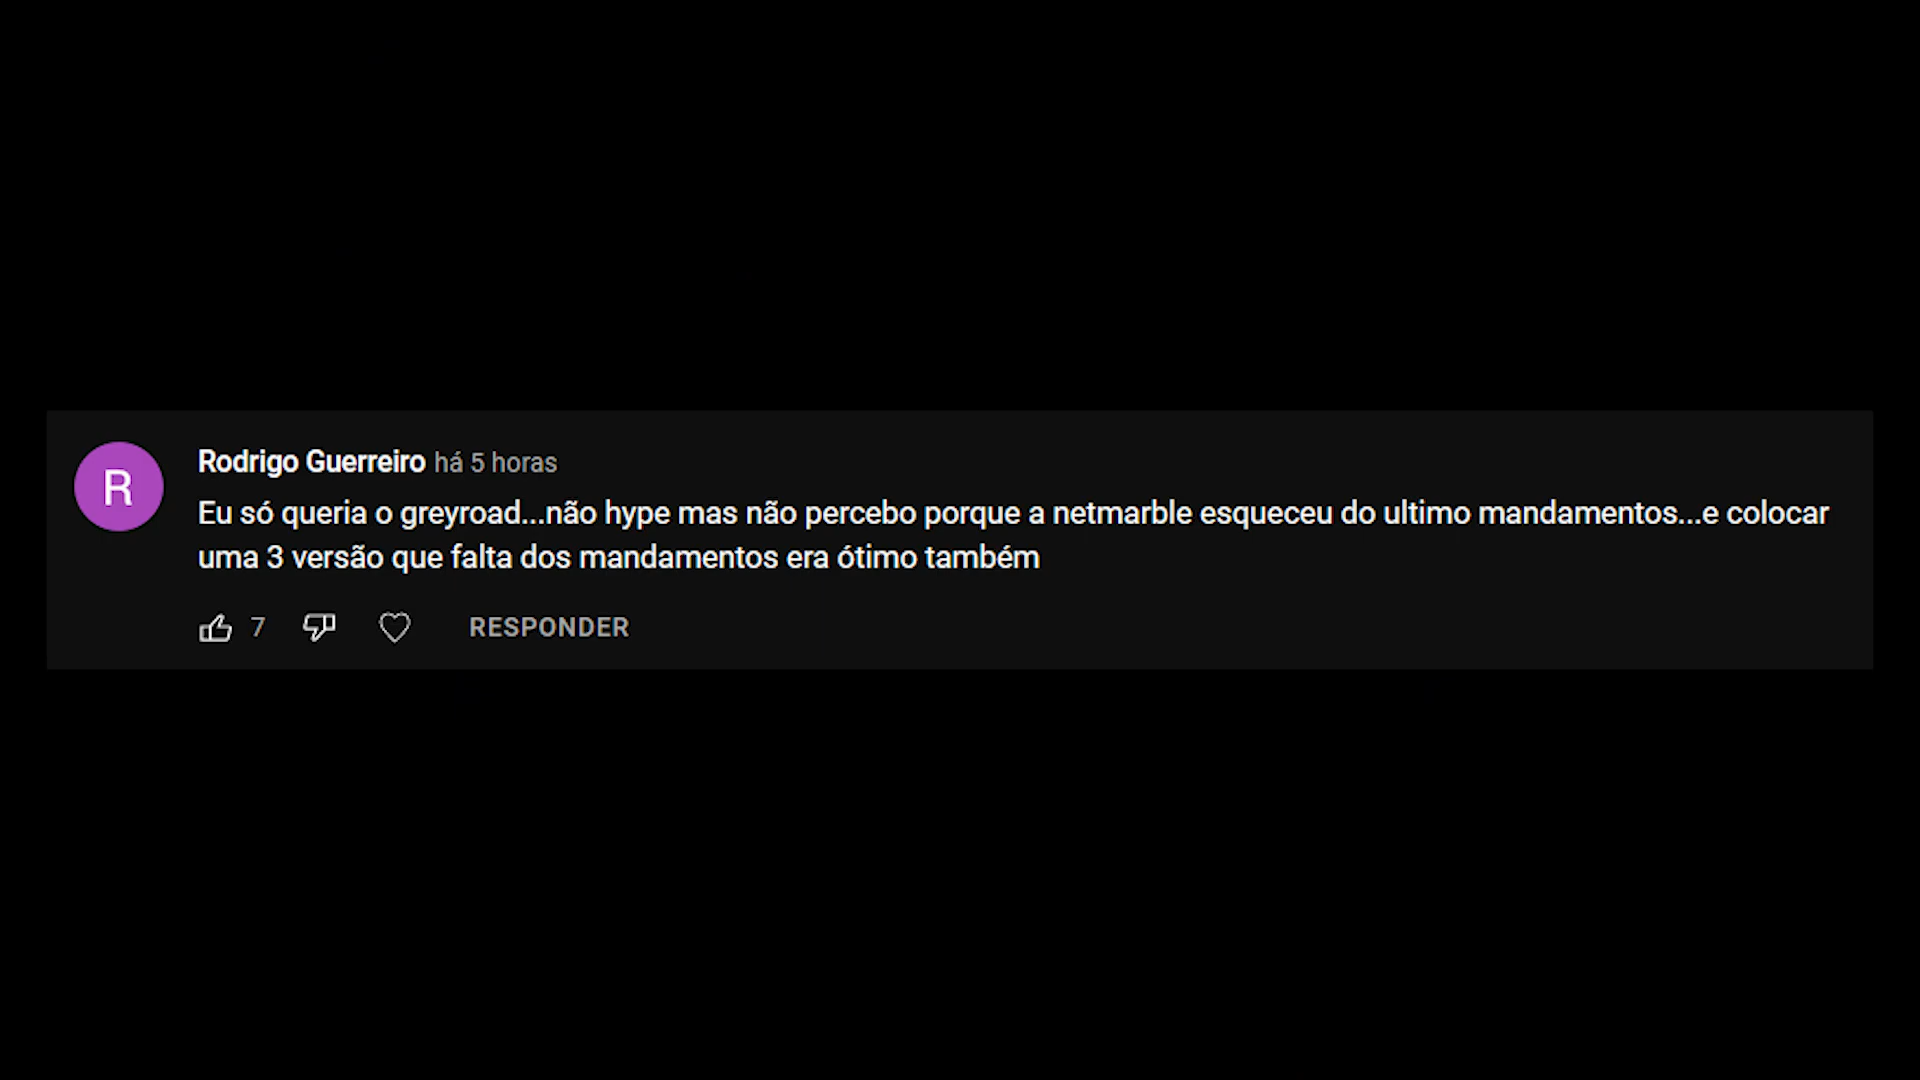 R
Rodrigo Guerreiro há 5 horas
Eu só queria o greyroad...não hype mas não percebo porque a netmarble esqueceu do ultimo mandamentos...e colocar
uma 3 versão que falta dos mandamentos era ótimo também
7 RESPONDER